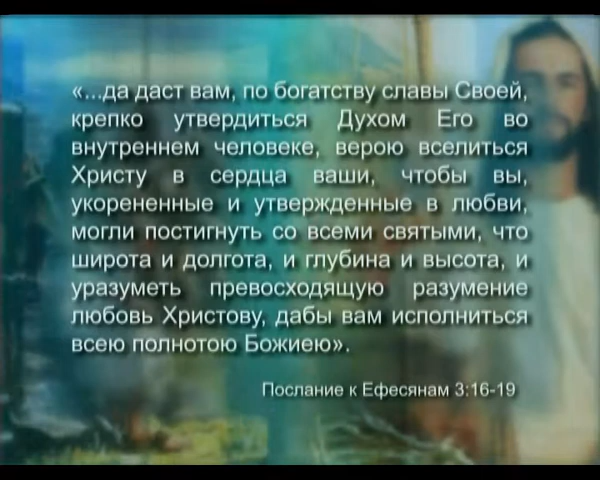 «...да даст вам, по богатству славы Своей,
крепко утвердиться Духом Его во
внутреннем человеке, верою вселиться
Христу в сердца ваши, чтобы вы,
укорененные и утвержденные в любви,
могли постигнуть со всеми святыми, что
широта и долгота, и глубина и высота, и
уразуметь превосходящую разумение
любовь Христову, дабы вам исполниться
всею полнотою Божиею».
Послание к Ефесянам 3:16-19